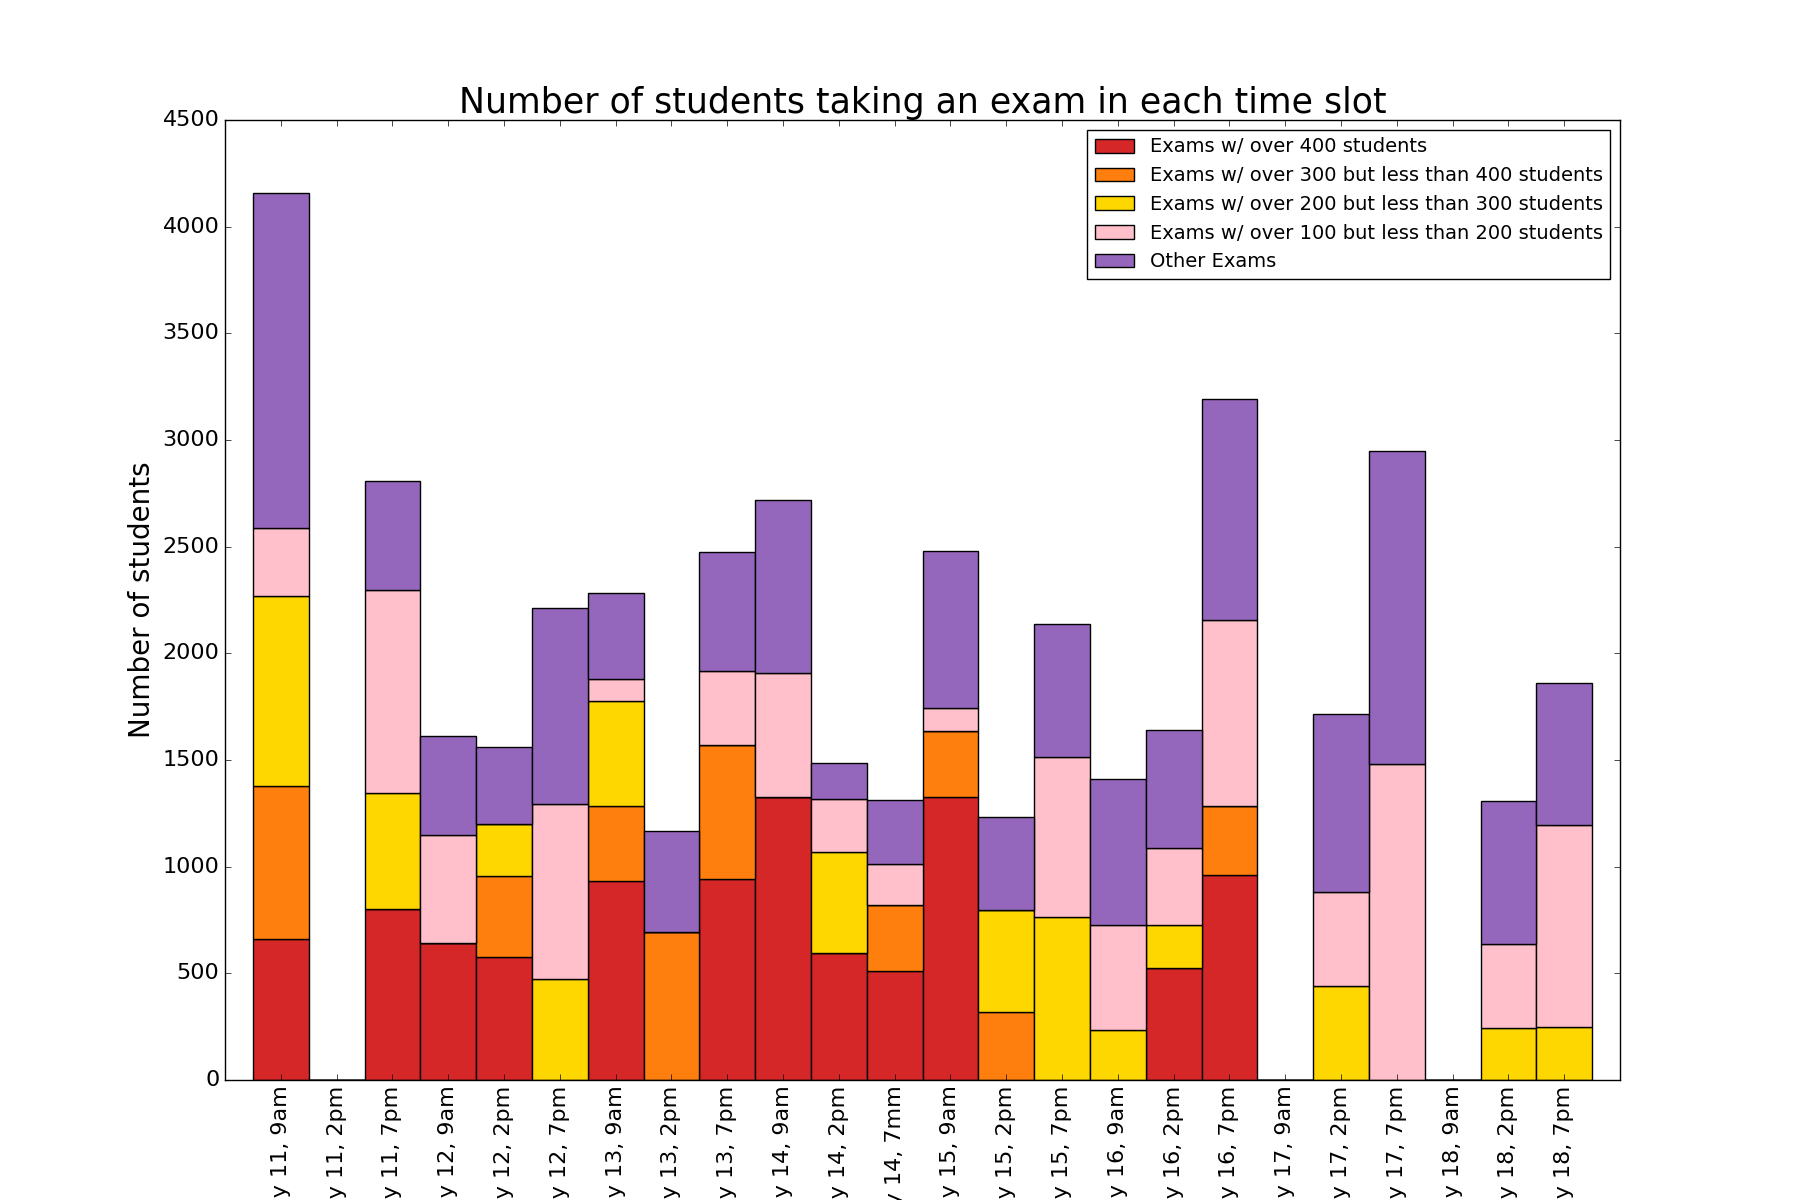 Number of students taking an exam in each time slot
Exams w/ over 400 students
Exams w/ over 300 but less than 400 students
Exams w/ over 200 but less than 300 students
Exams w/ over 100 but less than 200 students
Other Exams
Number of students
4500
4000
3500
3000
2500
2000
1500
1000
500
0
y 11, 9am
y 11, 2pm
y 11, 7pm
y 12, 9am
y 12, 2pm
y 12, 7pm
y 13, 9am
y 13, 2pm
y 13, 7pm
y 14, 9am
y 14, 2pm
y 14, 7mm
y 15, 9am
y 15, 2pm
y 15, 7pm
y 16, 9am
y 16, 2pm
y 16, 7pm
y 17, 9am
y 17, 2pm
y 17, 7pm
y 18, 9am
y 18, 2pm
y 18, 7pm